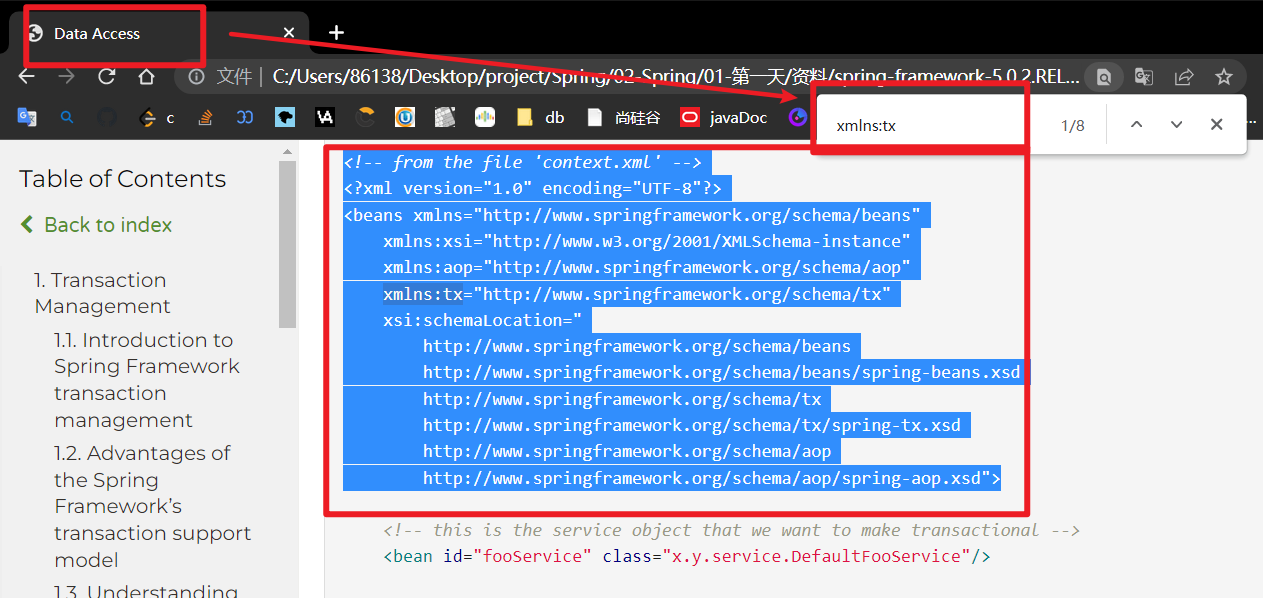 Data Access
文件 | C:/Users/86138/Desktop/project/Spring/02-Spring/01-第一天/资料/spring-framework-5.0.2.REL...
c
db
尚硅谷
javaDoc
xmlns:tx
1/8
Table of Contents
Back to index
1. Transaction
Management
1.1. Introduction to
Spring Framework
transaction
management
1.2. Advantages of
the Spring
Framework's
transaction support
model
1.3. Understanding
<!-- from the file 'context.xml' -->
<?xml version="1.0" encoding="UTF-8"?>
<beans xmlns="http://www.springframework.org/schema/beans"
xmlns:xsi="http://www.w3.org/2001/XMLSchema-instance"
xmlns:aop="http://www.springframework.org/schema/aop"
xmlns:tx="http://www.springframework.org/schema/tx"
xsi:schemaLocation="
http://www.springframework.org/schema/beans
http://www.springframework.org/schema/beans/spring-beans.xsd
http://www.springframework.org/schema/tx
http://www.springframework.org/schema/tx/spring-tx.xsd
http://www.springframework.org/schema/aop
http://www.springframework.org/schema/aop/spring-aop.xsd">
<!-- this is the service object that we want to make transactional -->
<bean id="fooService" class="x.y.service.DefaultFooService"/>